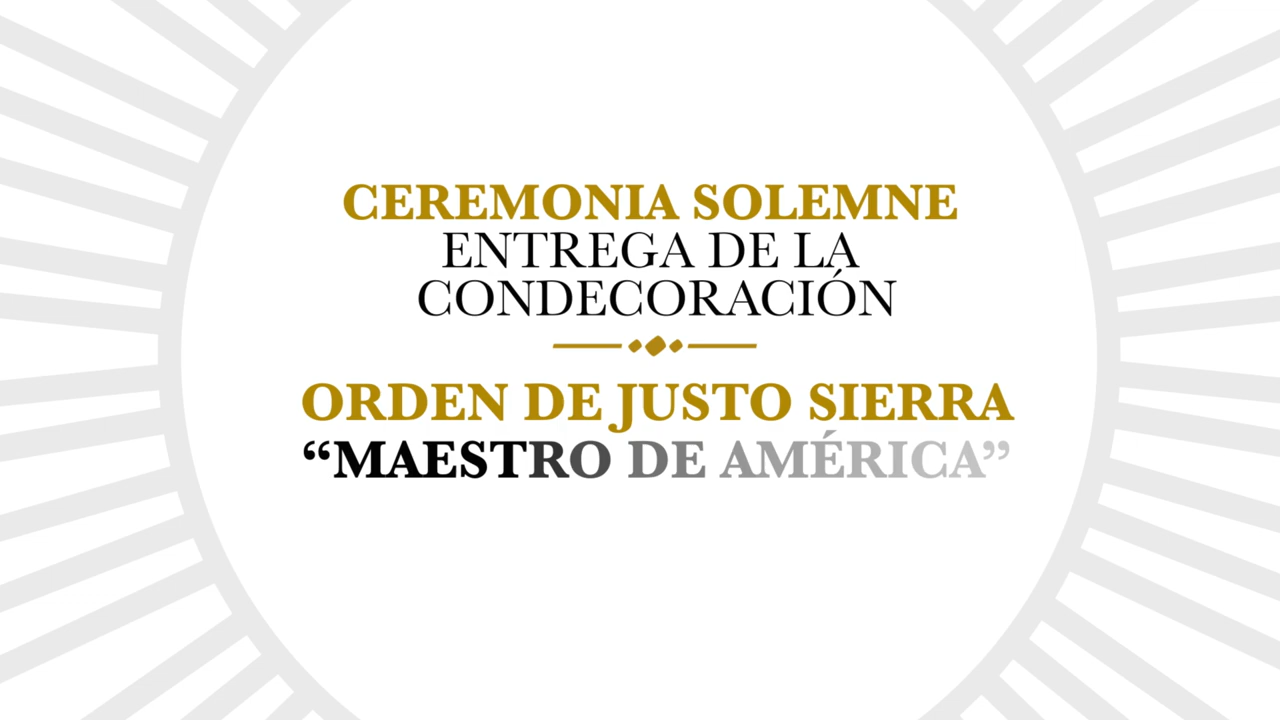 CEREMONIA SOLEMNE
ENTREGA DE LA
CONDECORACIÓN
ORDEN DE JUSTO SIERRA
“MAESTRO DE AMÉRICA”